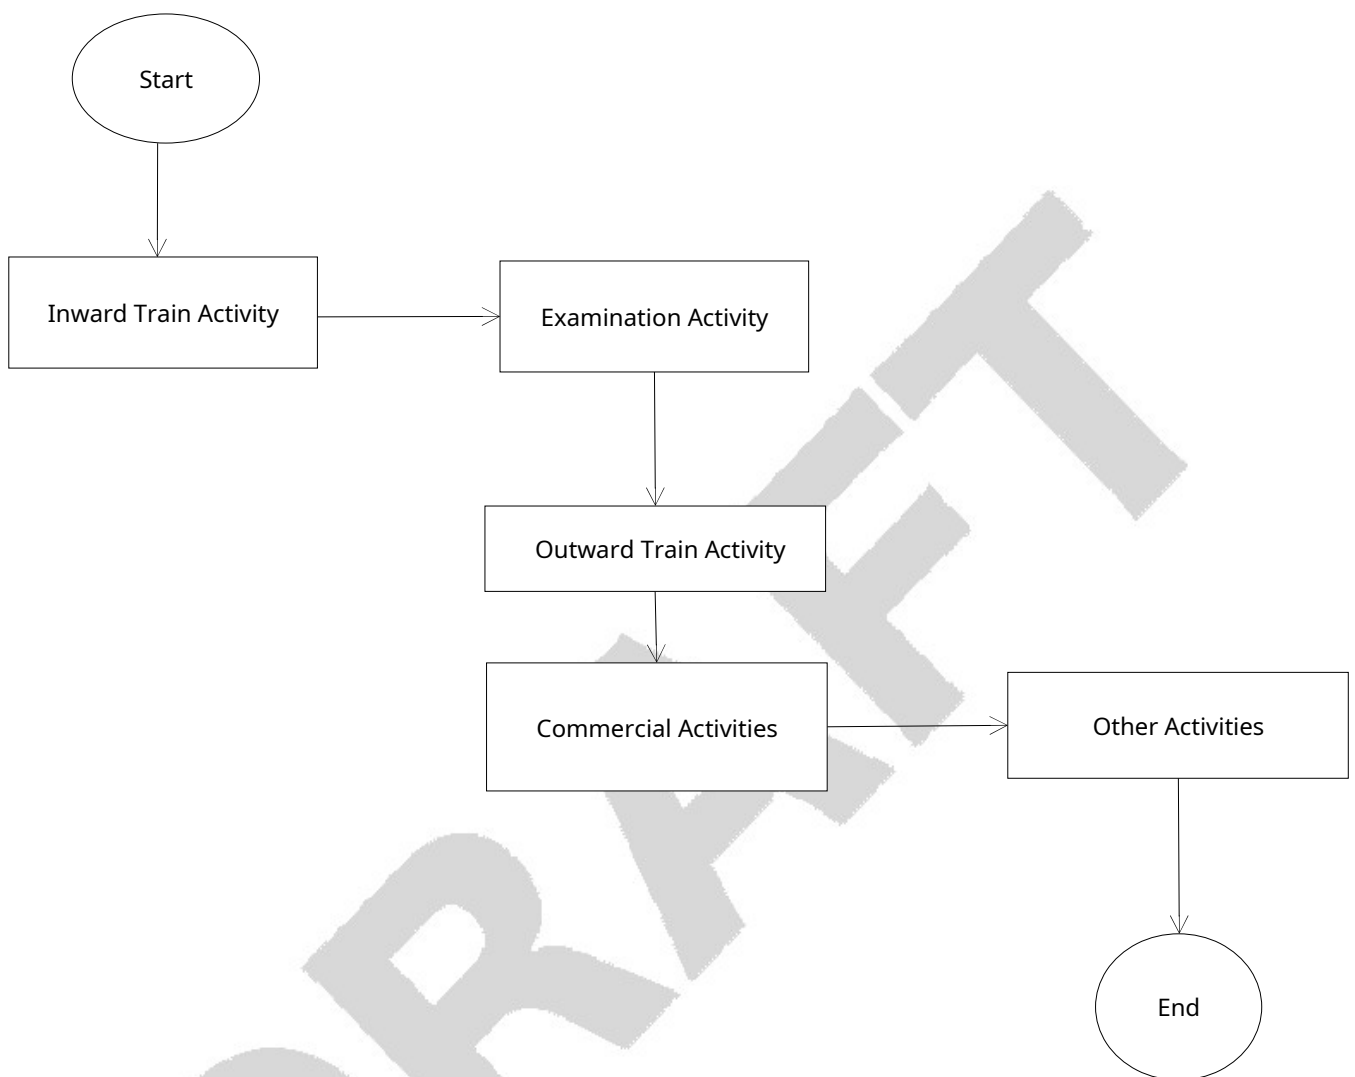 Start
Inward Train Activity
Examination Activity
Outward Train Activity
Commercial Activities
Other Activities
End
DRAFT